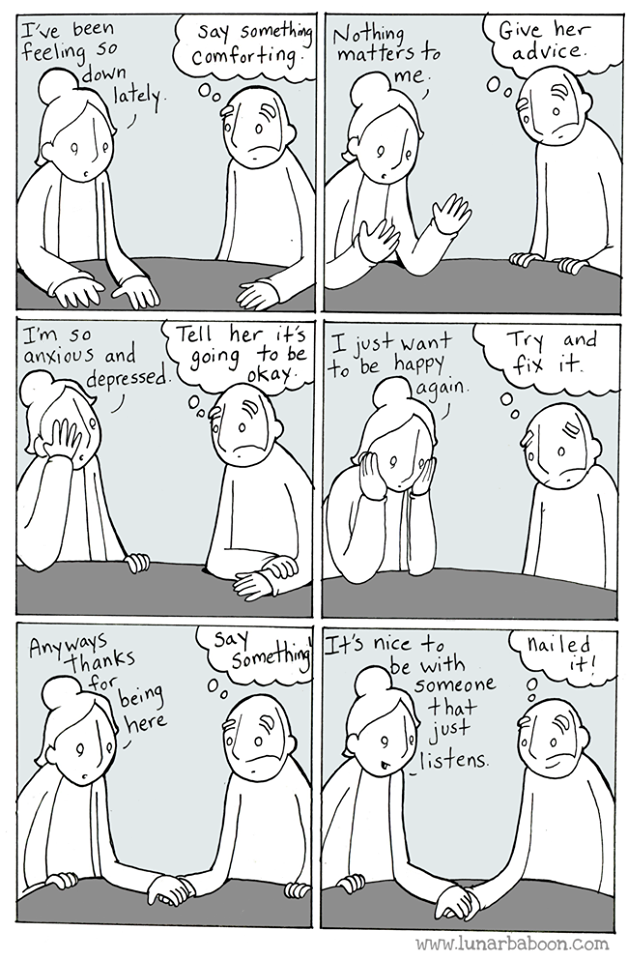 I've been
feeling so
down
lately.
Say something
comforting.
Nothing
matters to
me.
Give her
advice.
I'm so
anxious and
depressed.
Tell her it's
going to be
okay.
I just want
to be happy
again.
Try and
fix it.
Anyways
thanks
for
being
here
Say
Something!
It's nice to
be with
someone
that
just
listens.
nailed
it!
www.lunarbaboon.com